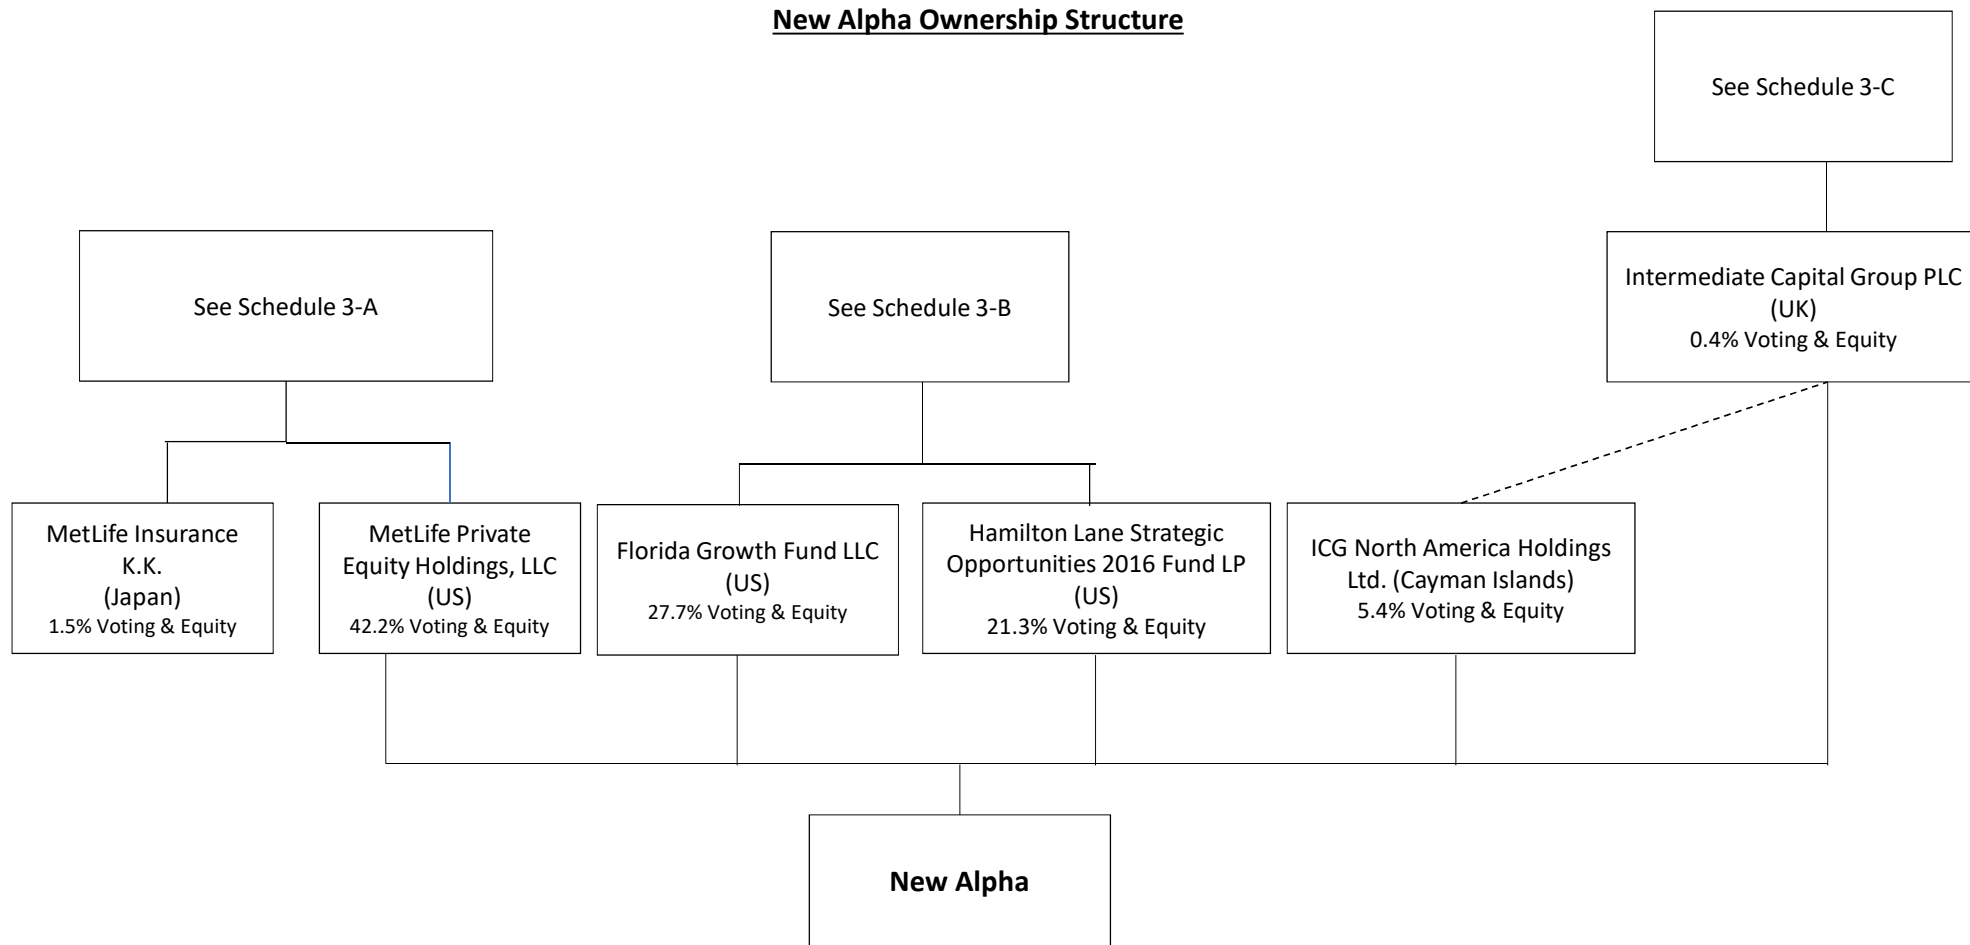 New Alpha Ownership Structure
See Schedule 3-C
See Schedule 3-A
See Schedule 3-B
Intermediate Capital Group PLC
(UK)
0.4% Voting & Equity
MetLife Insurance
K.K.
(Japan)
1.5% Voting & Equity
MetLife Private
Equity Holdings, LLC
(US)
42.2% Voting & Equity
Florida Growth Fund LLC
(US)
27.7% Voting & Equity
Hamilton Lane Strategic
Opportunities 2016 Fund LP
(US)
21.3% Voting & Equity
ICG North America Holdings
Ltd. (Cayman Islands)
5.4% Voting & Equity
New Alpha